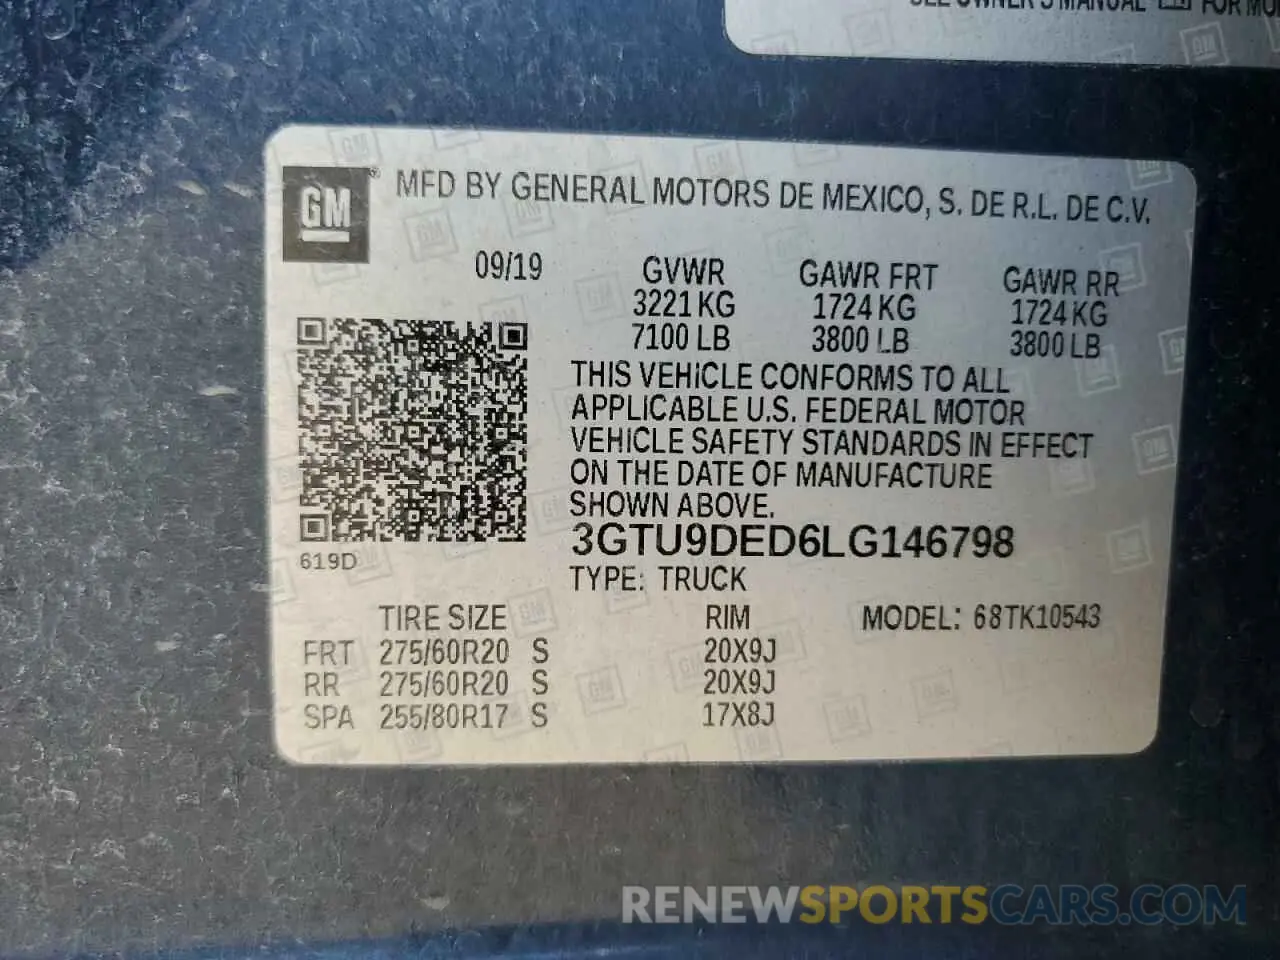 SEE OWNER'S MANUAL FOR
GM
MFD BY GENERAL MOTORS DE MEXICO, S. DE R.L. DE C.V.
09/19 GVWR GAWR FRT GAWR RR
3221 KG 1724 KG 1724 KG
7100 LB 3800 LB 3800 LB
THIS VEHICLE CONFORMS TO ALL
APPLICABLE U.S. FEDERAL MOTOR
VEHICLE SAFETY STANDARDS IN EFFECT
ON THE DATE OF MANUFACTURE
SHOWN ABOVE.
3GTU9DED6LG146798
619D
TYPE: TRUCK
TIRE SIZE RIM MODEL: 68TK10543
FRT 275/60R20 S 20X9J
RR 275/60R20 S 20X9J
SPA 255/80R17 S 17X8J
RENEWSPORTSCARS.COM